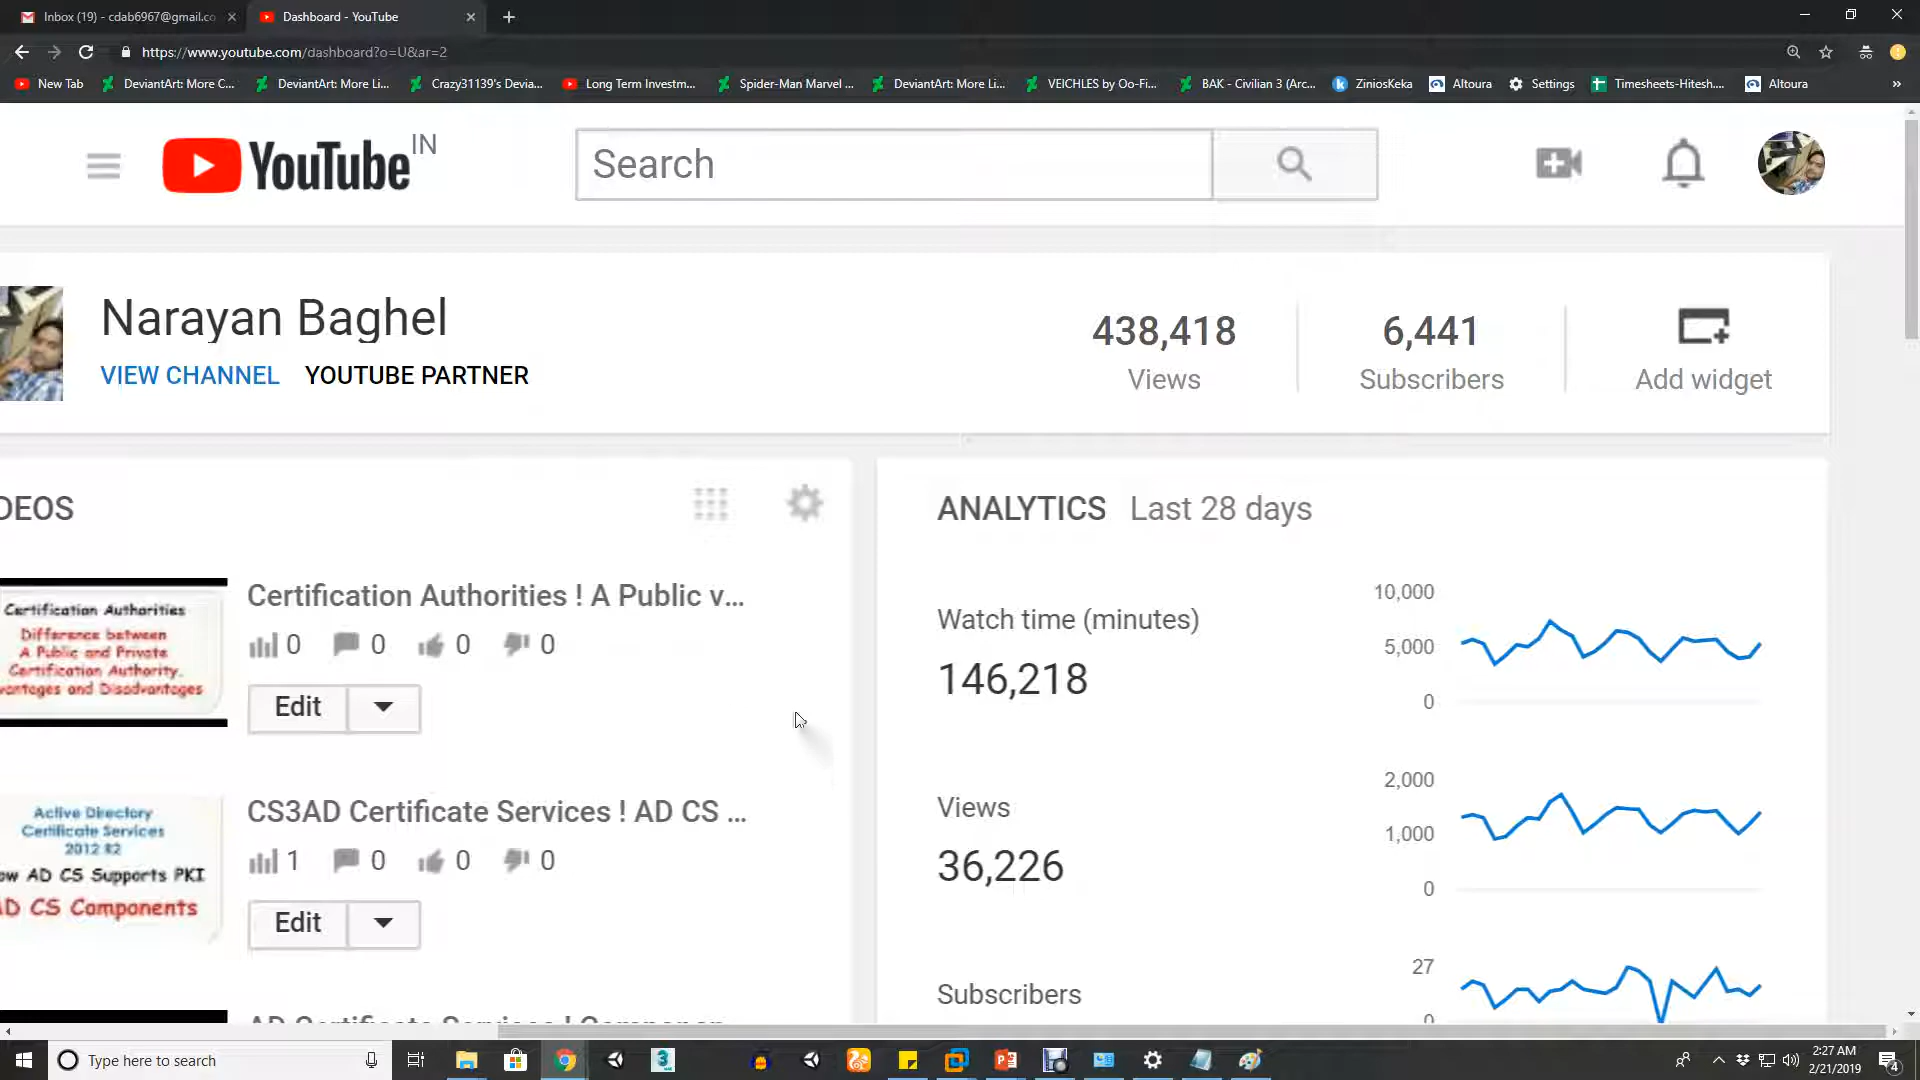 Inbox (19) - cdab6967@gmail.co
Dashboard - YouTube
https://www.youtube.com/dashboard?o=U&ar=2
New Tab
DeviantArt: More C...
DeviantArt: More Li...
Crazy31139's Devia...
Long Term Investm...
Spider-Man Marvel ...
DeviantArt: More Li...
VEICHLES by Oo-Fi...
BAK - Civilian 3 (Arc...
ZiniosKeka
Altoura
Settings
Timesheets-Hitesh....
Altoura
»
YouTube IN
Search
Narayan Baghel
VIEW CHANNEL YOUTUBE PARTNER
438,418
Views
6,441
Subscribers
Add widget
DEOS
Certification Authorities
Difference between
A Public and Private
Certification Authority.
vantages and Disadvantages
Certification Authorities ! A Public v...
0 0 0 0
Edit
Active Directory
Certificate Services
2012 R2
ow AD CS Supports PKI
D CS Components
CS3AD Certificate Services ! AD CS ...
1 0 0 0
Edit
AD Certificate Services ! Componen
ANALYTICS Last 28 days
Watch time (minutes)
146,218
10,000
5,000
0
Views
36,226
2,000
1,000
0
Subscribers
27
0
Type here to search
2:27 AM
2/21/2019
4